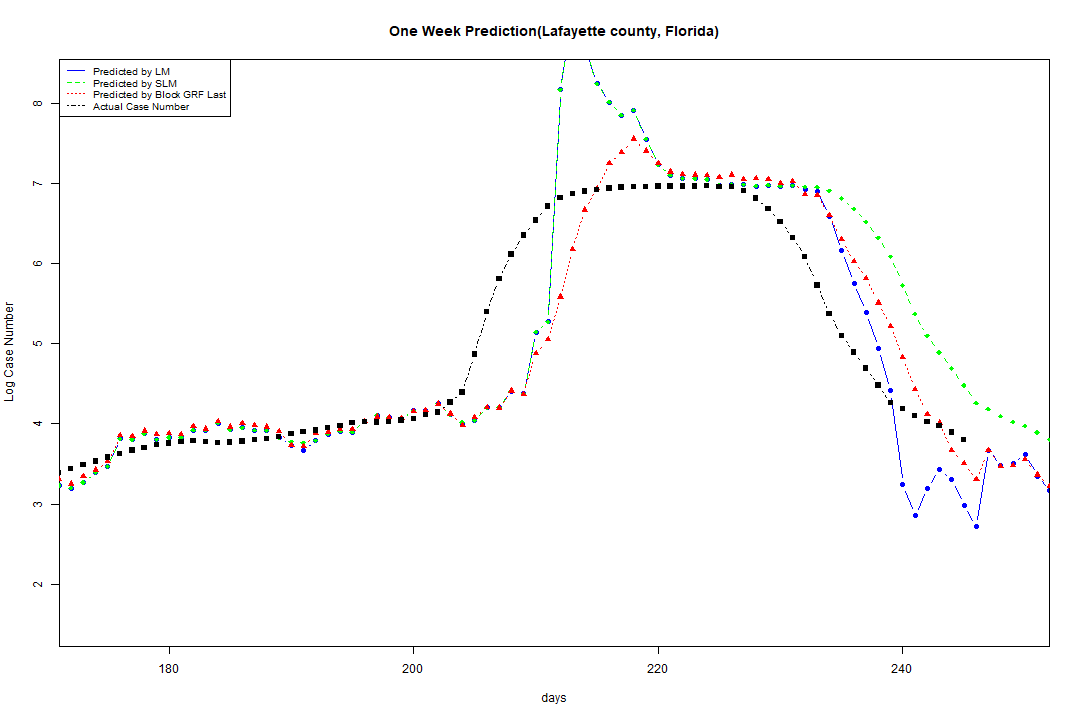 One Week Prediction(Lafayette county, Florida)
Predicted by LM
Predicted by SLM
Predicted by Block GRF Last
Actual Case Number
8
7
6
5
4
3
2
Log Case Number
180
200
220
240
days